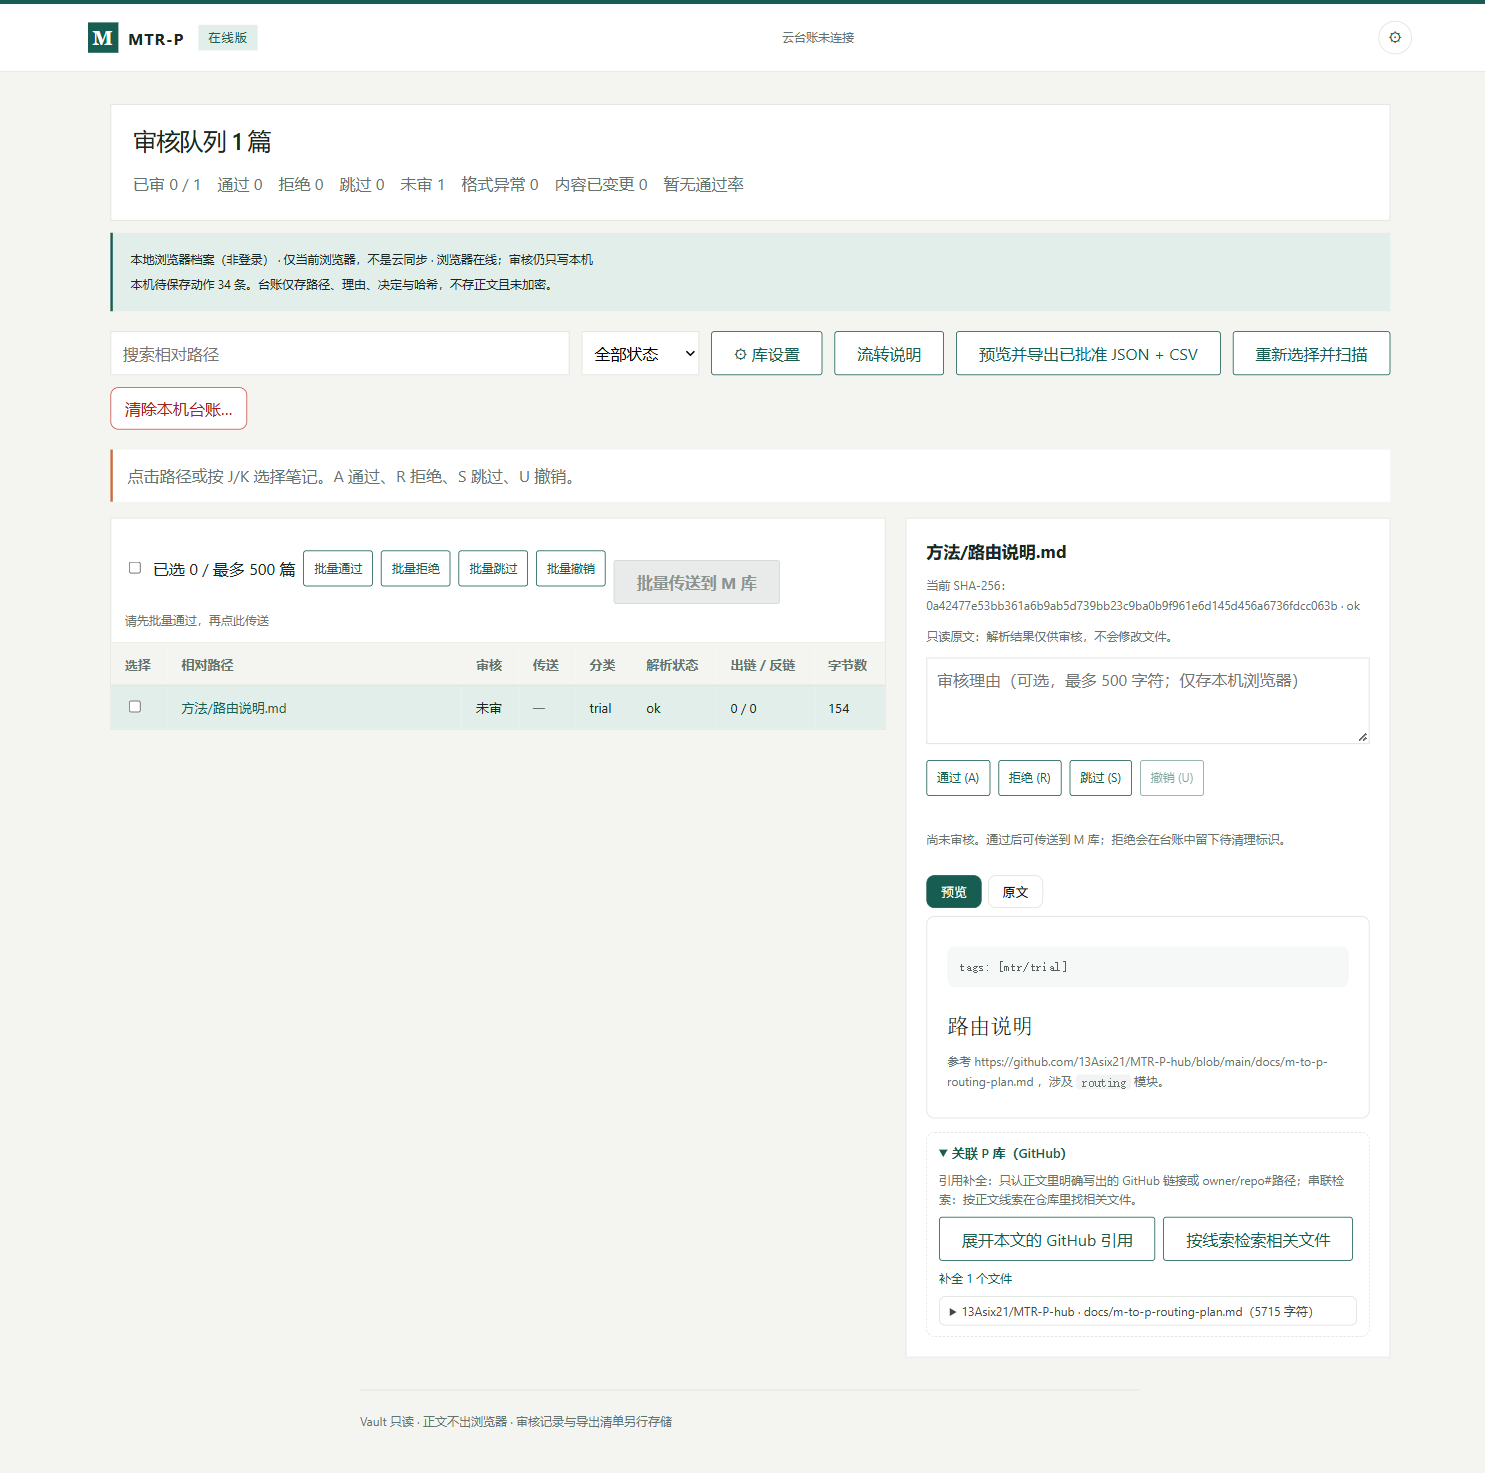 M MTR-P 在线版 云台账未连接
审核队列 1 篇
已审 0 / 1 通过 0 拒绝 0 跳过 0 未审 1 格式异常 0 内容已变更 0 暂无通过率
本地浏览器档案（非登录） · 仅当前浏览器，不是云同步 · 浏览器在线；审核仍只写本机
本机待保存动作 34 条。台账仅存路径、理由、决定与哈希，不存正文且未加密。
搜索相对路径 全部状态 库设置 流转说明 预览并导出已批准 JSON + CSV 重新选择并扫描
清除本机台账...
点击路径或按 J/K 选择笔记。A 通过、R 拒绝、S 跳过、U 撤销。
已选 0 / 最多 500 篇 批量通过 批量拒绝 批量跳过 批量撤销 批量传送到 M 库
请先批量通过，再点此传送
选择 相对路径 审核 传送 分类 解析状态 出链 / 反链 字节数
方法/路由说明.md 未审 — trial ok 0 / 0 154
方法/路由说明.md
当前 SHA-256：
0a42477e53bb361a6b9ab5d739bb23c9ba0b9f961e6d145d456a6736fdcc063b · ok
只读原文：解析结果仅供审核，不会修改文件。
审核理由（可选，最多 500 字符；仅存本机浏览器）
通过 (A) 拒绝 (R) 跳过 (S) 撤销 (U)
尚未审核。通过后可传送到 M 库；拒绝会在台账中留下待清理标识。
预览 原文
tags: [mtr/trial]
路由说明
参考 https://github.com/13Asix21/MTR-P-hub/blob/main/docs/m-to-p-
routing-plan.md ，涉及 routing 模块。
▼ 关联 P 库（GitHub）
引用补全：只认正文里明确写出的 GitHub 链接或 owner/repo#路径；串联检
索：按正文线索在仓库里找相关文件。
展开本文的 GitHub 引用 按线索检索相关文件
补全 1 个文件
▶ 13Asix21/MTR-P-hub · docs/m-to-p-routing-plan.md（5715 字符）
Vault 只读 · 正文不出浏览器 · 审核记录与导出清单另行存储